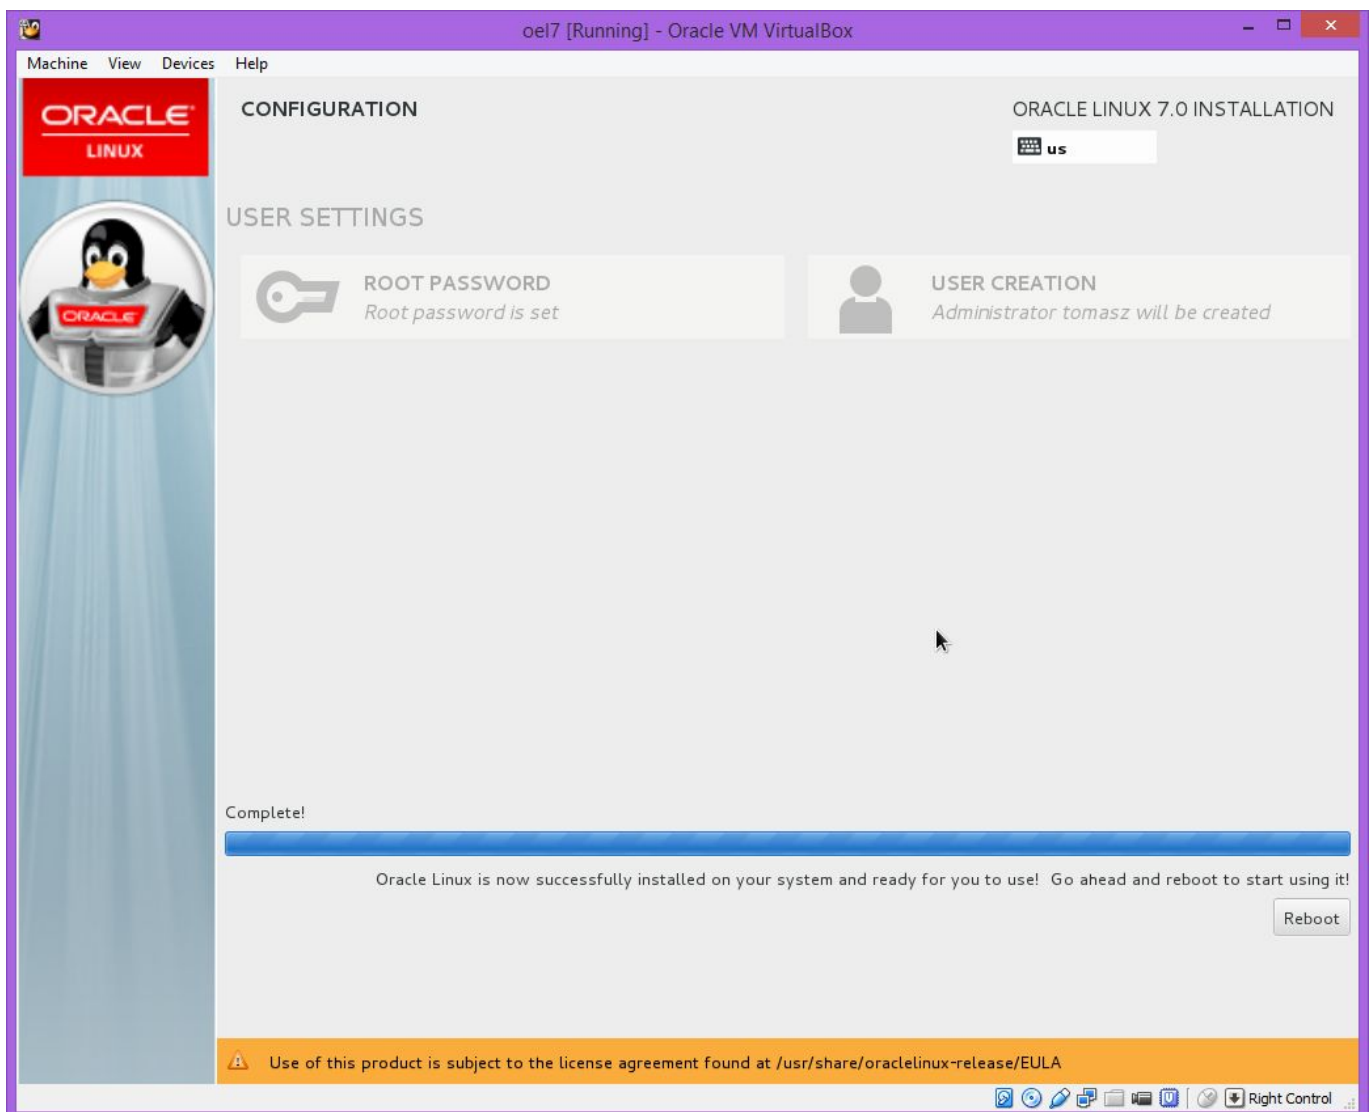 oel7 [Running] - Oracle VM VirtualBox
Machine View Devices Help
ORACLE
LINUX
CONFIGURATION
ORACLE LINUX 7.0 INSTALLATION
us
USER SETTINGS
ROOT PASSWORD
Root password is set
USER CREATION
Administrator tomasz will be created
ORACLE
Complete!
Oracle Linux is now successfully installed on your system and ready for you to use! Go ahead and reboot to start using it!
Reboot
Use of this product is subject to the license agreement found at /usr/share/oraclelinux-release/EULA
Right Control